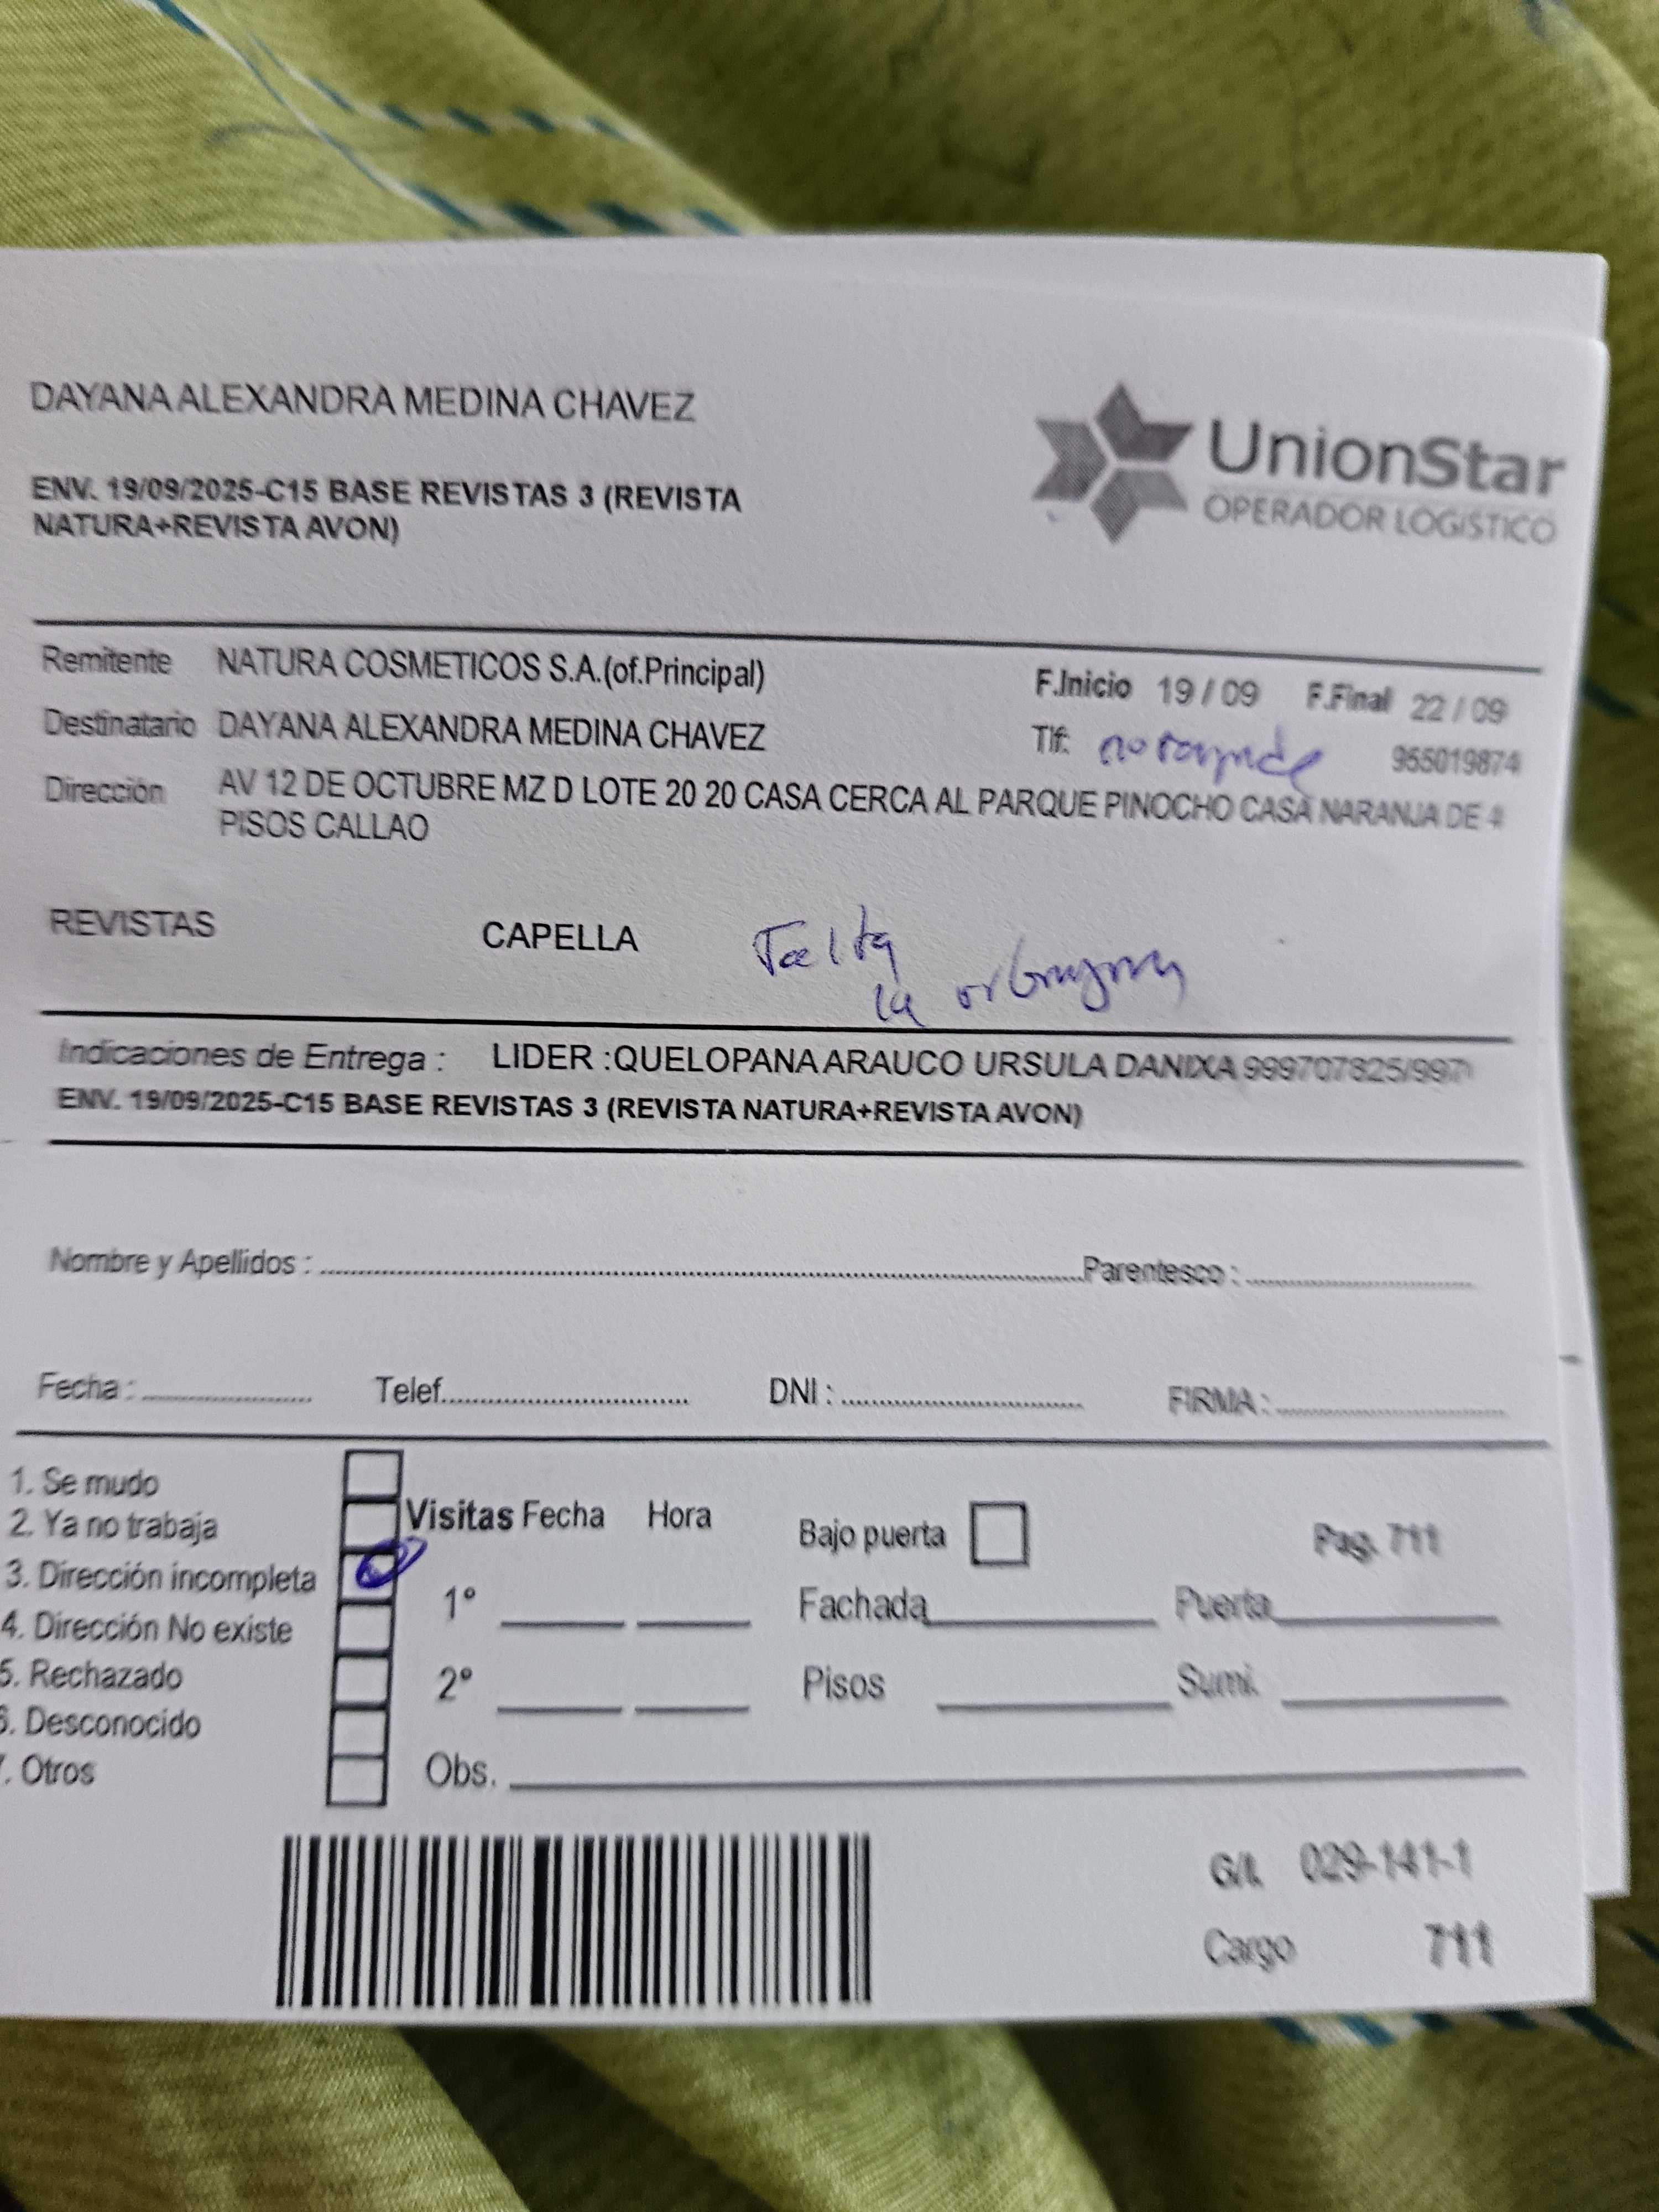 DAYANA ALEXANDRA MEDINA CHAVEZ
UnionStar
OPERADOR LOGÍSTICO
ENV. 19/09/2025-C15 BASE REVISTAS 3 (REVISTA
NATURA+REVISTA AVON)
Remitente NATURA COSMETICOS S.A.(of.Principal) F.Inicio 19 / 09 F.Final 22 / 09
Destinatario DAYANA ALEXANDRA MEDINA CHAVEZ Tlf: no 955019874
Dirección AV 12 DE OCTUBRE MZ D LOTE 20 20 CASA CERCA AL PARQUE PINOCHO CASA NARANJA DE 4
PISOS CALLAO
REVISTAS CAPELLA Falta
la
Indicaciones de Entrega : LIDER :QUELOPANA ARAUCO URSULA DANIXA 999707825/997
ENV. 19/09/2025-C15 BASE REVISTAS 3 (REVISTA NATURA+REVISTA AVON)
Nombre y Apellidos : Parentesco :
Fecha : Telef. DNI : FIRMA :
1. Se mudo
2. Ya no trabaja
3. Dirección incompleta
4. Dirección No existe
5. Rechazado
6. Desconocido
. Otros
Visitas Fecha Hora Bajo puerta Pag. 711
1° Fachada Puerta
2° Pisos Sumi.
Obs.
G/I. 029-141-1
Cargo 711